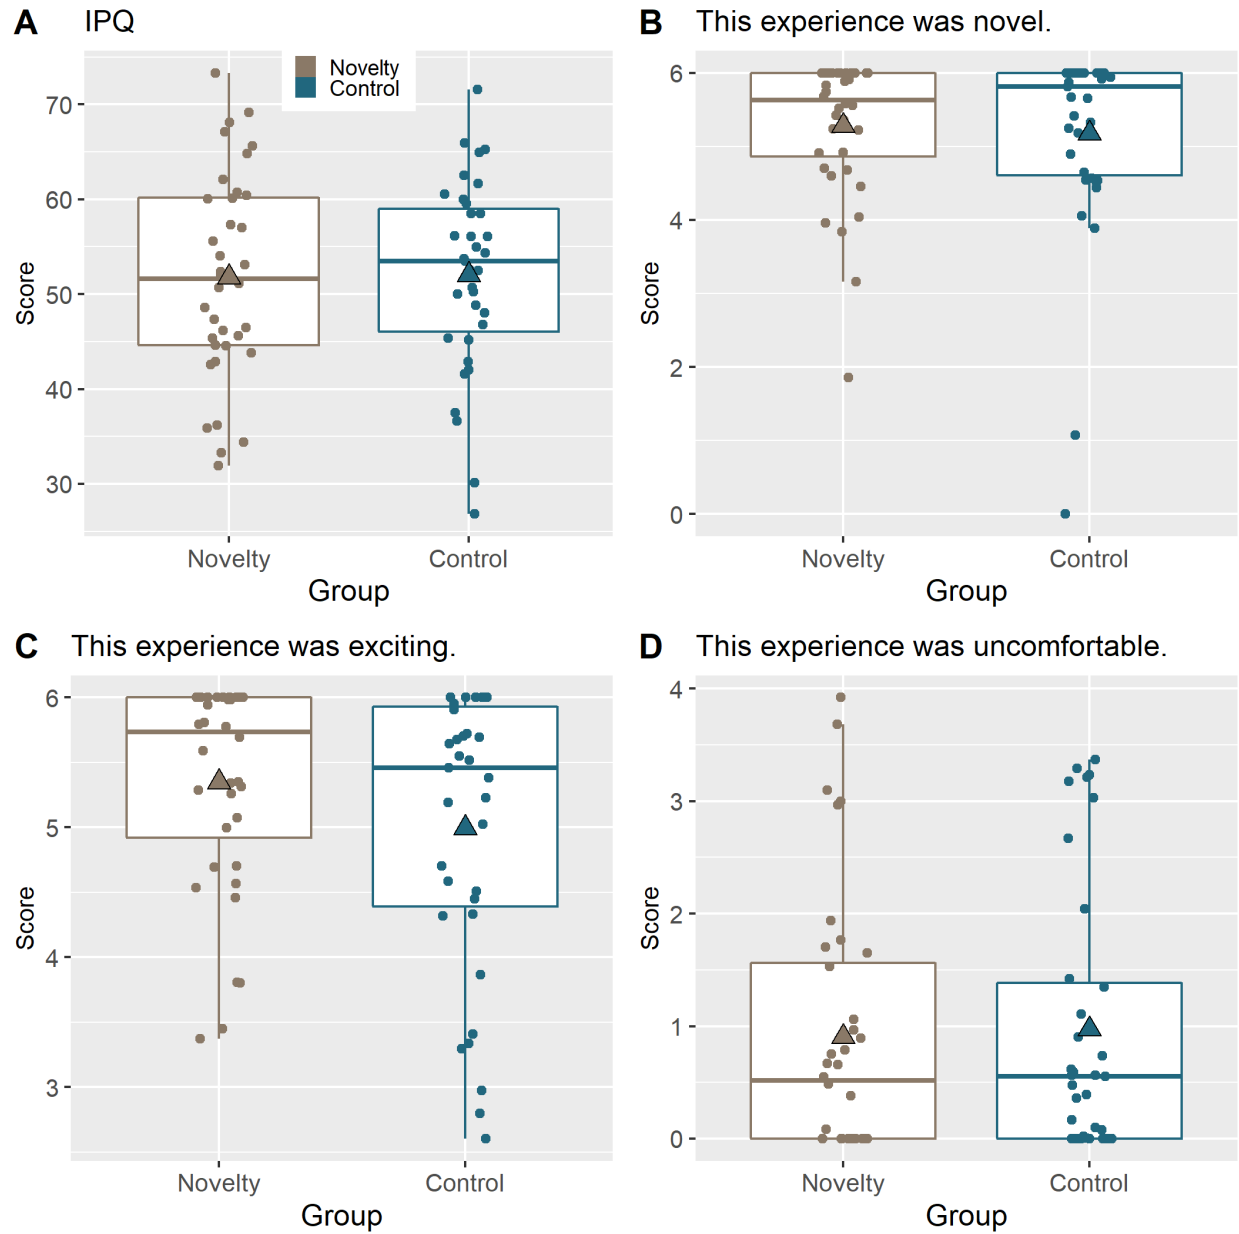 A IPQ
Novelty
Control
70
60
50
40
30
Score
Novelty Control
Group
B This experience was novel.
6
4
2
0
Score
Novelty Control
Group
C This experience was exciting.
6
5
4
3
Score
Novelty Control
Group
D This experience was uncomfortable.
4
3
2
1
0
Score
Novelty Control
Group